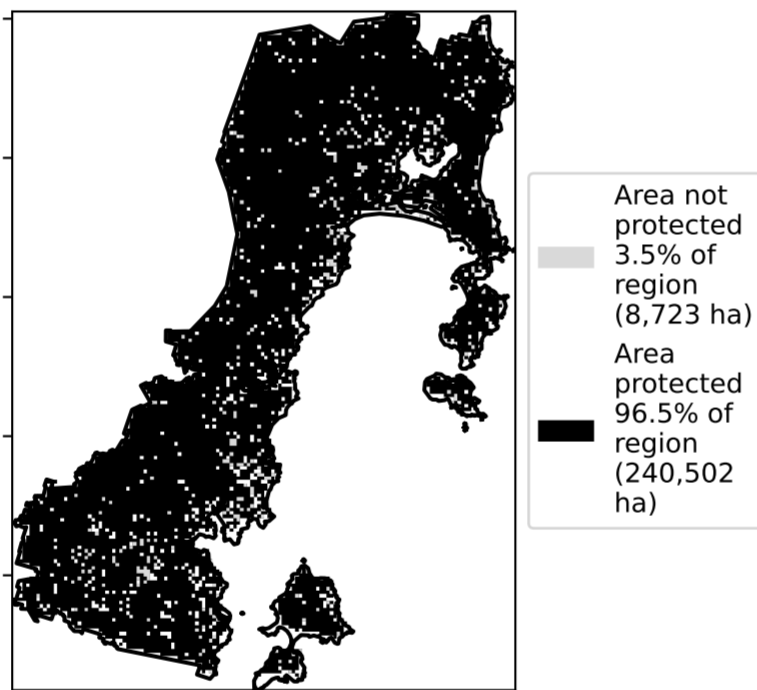 Area not
protected
3.5% of
region
(8,723 ha)
Area
protected
96.5% of
region
(240,502
ha)